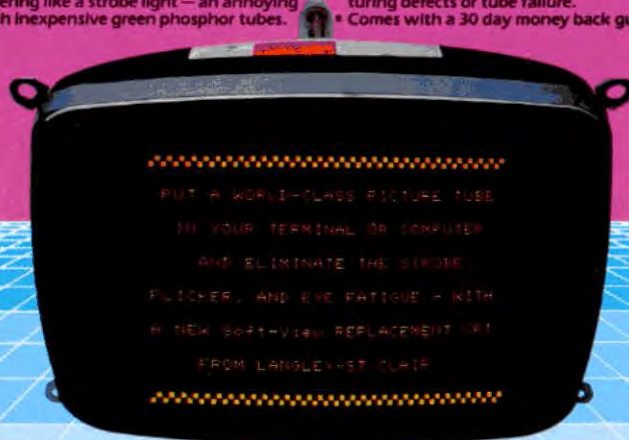 ering like a strobe light — an annoying
h inexpensive green phosphor tubes.
turing defects or tube failure.
• Comes with a 30 day money back gu
PUT A WORLD-CLASS PICTURE TUBE
IN YOUR TERMINAL OR COMPUTER
AND ELIMINATE THE STROBE,
FLICKER, AND EYE FATIGUE - WITH
A NEW Soft-View REPLACEMENT CRT
FROM LANGLEY-ST CLAIR